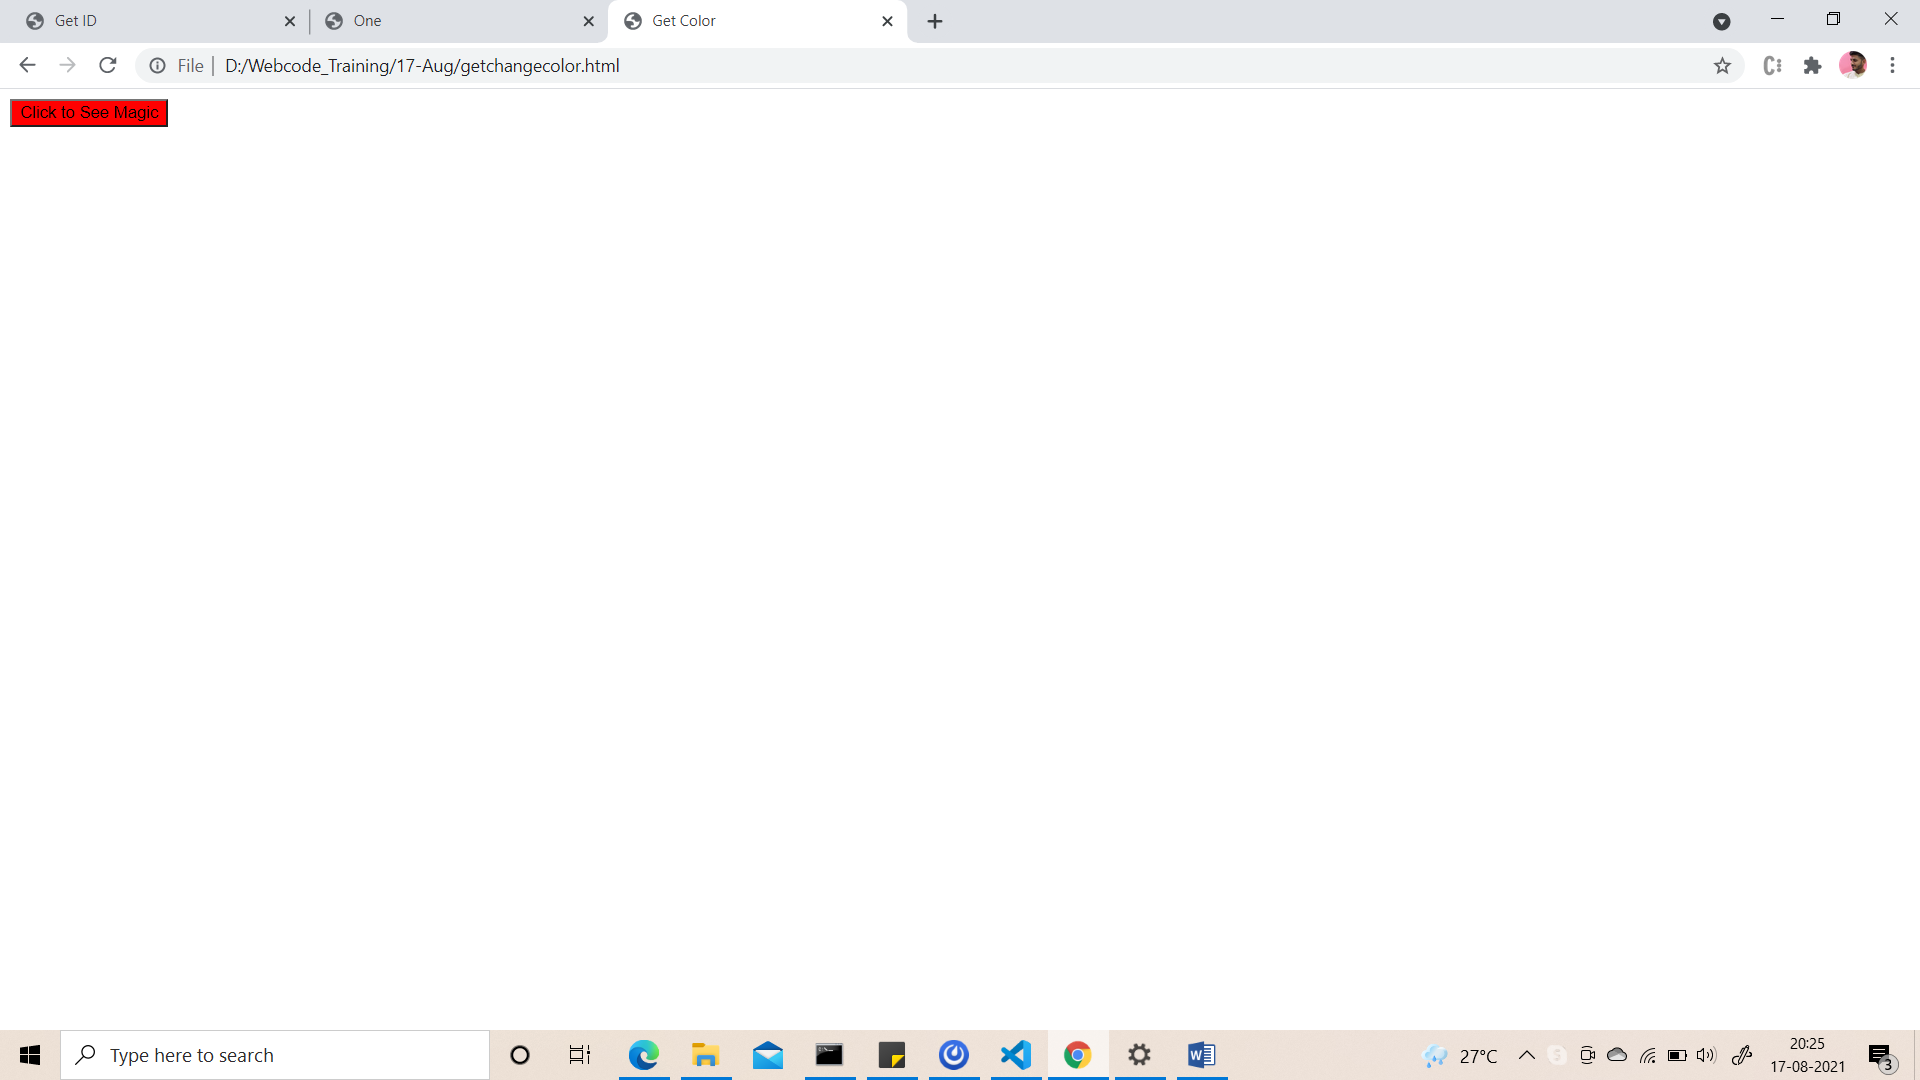 Get ID
One
Get Color
File
D:/Webcode_Training/17-Aug/getchangecolor.html
Click to See Magic
Type here to search
27°C
20:25
17-08-2021
3